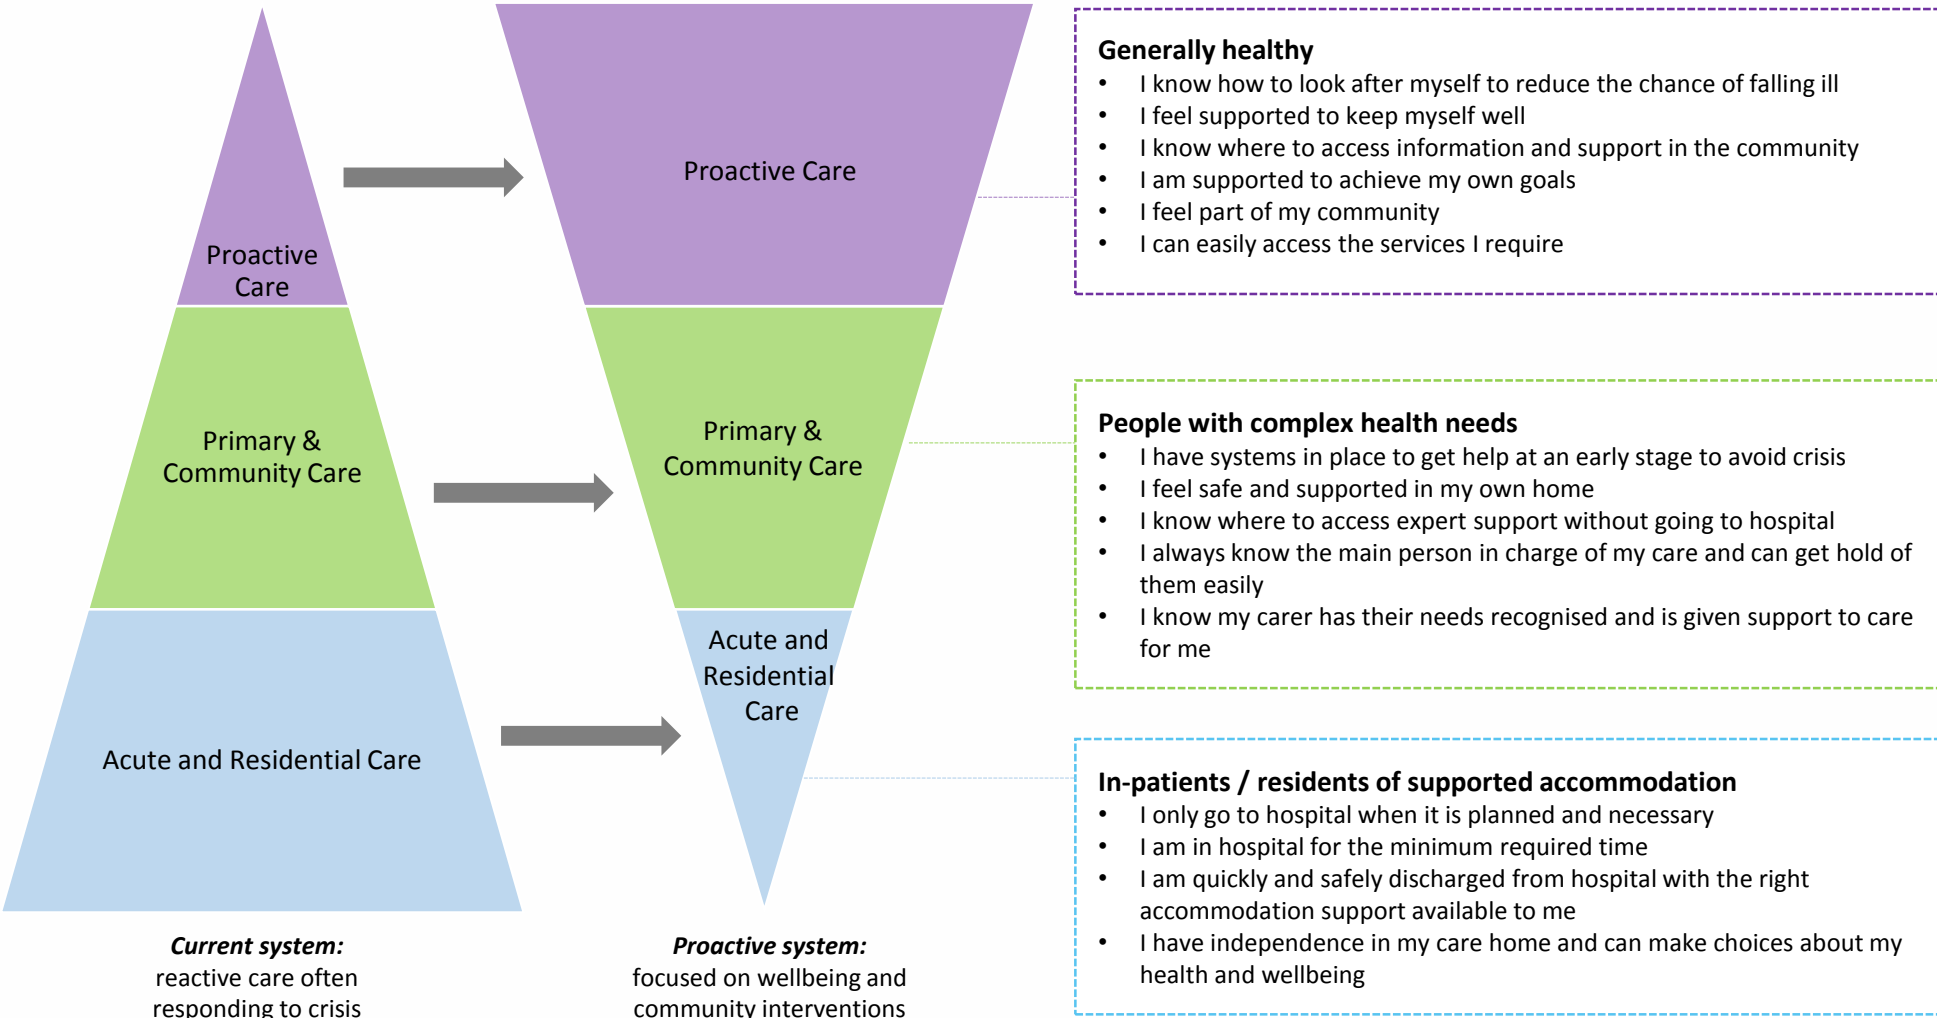 Proactive
Care
Primary &
Community Care
Acute and Residential Care
Current system:
reactive care often
responding to crisis
Proactive Care
Primary &
Community Care
Acute and
Residential
Care
Proactive system:
focused on wellbeing and
community interventions
Generally healthy
• I know how to look after myself to reduce the chance of falling ill
• I feel supported to keep myself well
• I know where to access information and support in the community
• I am supported to achieve my own goals
• I feel part of my community
• I can easily access the services I require
People with complex health needs
• I have systems in place to get help at an early stage to avoid crisis
• I feel safe and supported in my own home
• I know where to access expert support without going to hospital
• I always know the main person in charge of my care and can get hold of
them easily
• I know my carer has their needs recognised and is given support to care
for me
In-patients / residents of supported accommodation
• I only go to hospital when it is planned and necessary
• I am in hospital for the minimum required time
• I am quickly and safely discharged from hospital with the right
accommodation support available to me
• I have independence in my care home and can make choices about my
health and wellbeing